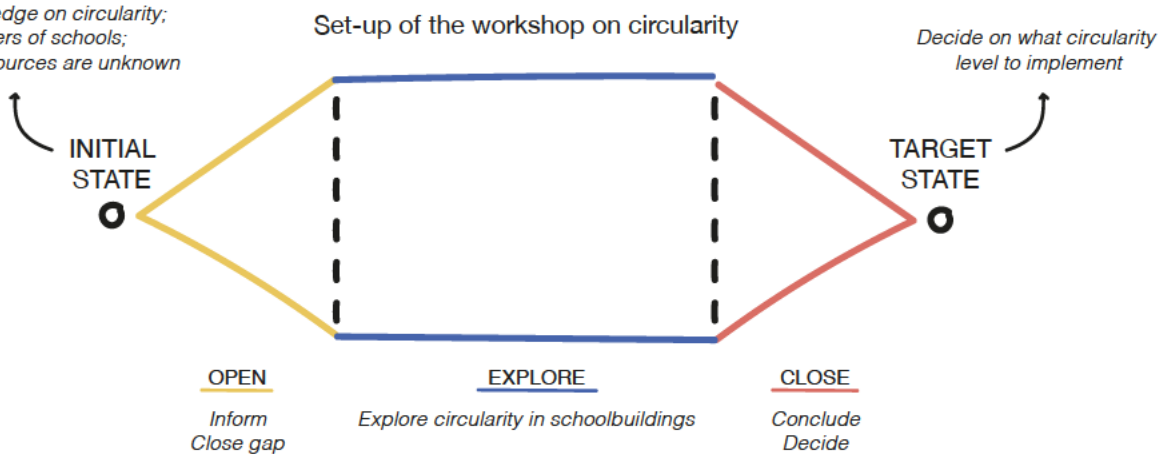 Set-up of the workshop on circularity
edge on circularity;
ers of schools;
ources are unknown
Decide on what circularity
level to implement
INITIAL
STATE
TARGET
STATE
OPEN
EXPLORE
CLOSE
Inform
Close gap
Explore circularity in schoolbuildings
Conclude
Decide